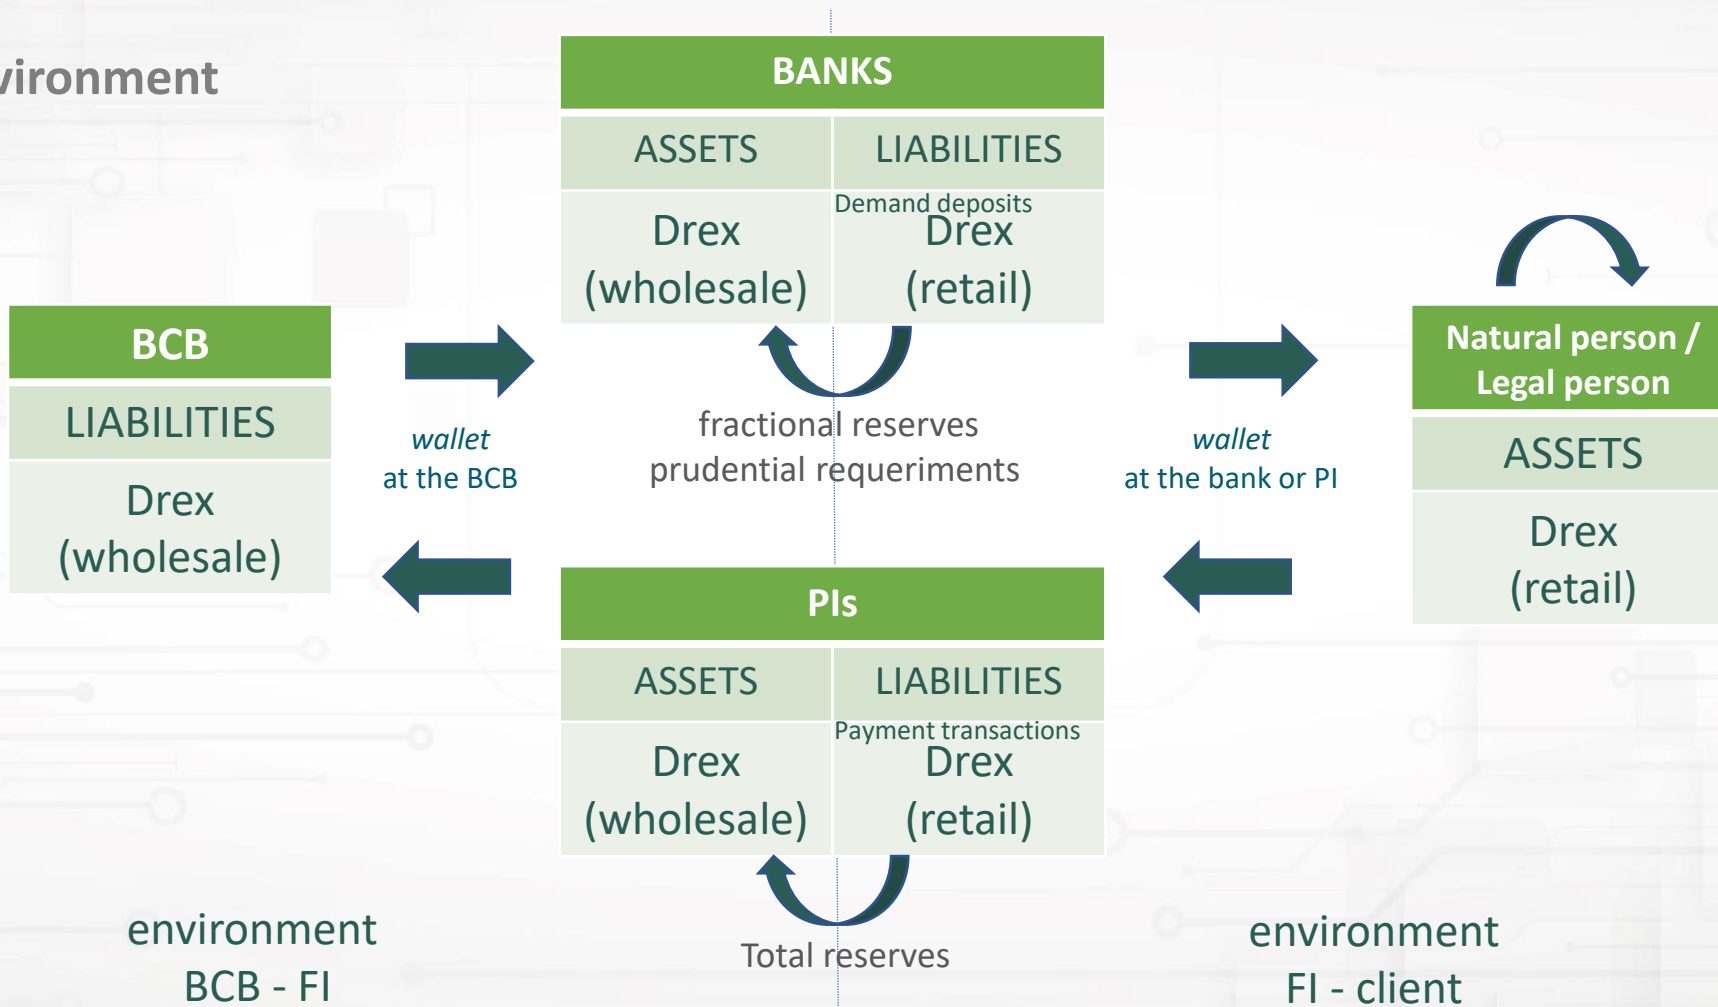 vironment
BANKS
ASSETS
LIABILITIES
Drex
(wholesale)
Demand deposits
Drex
(retail)
fractional reserves
prudential requeriments
BCB
LIABILITIES
Drex
(wholesale)
wallet
at the BCB
wallet
at the bank or PI
Natural person /
Legal person
ASSETS
Drex
(retail)
PIs
ASSETS
LIABILITIES
Drex
(wholesale)
Payment transactions
Drex
(retail)
Total reserves
environment
BCB - FI
environment
FI - client